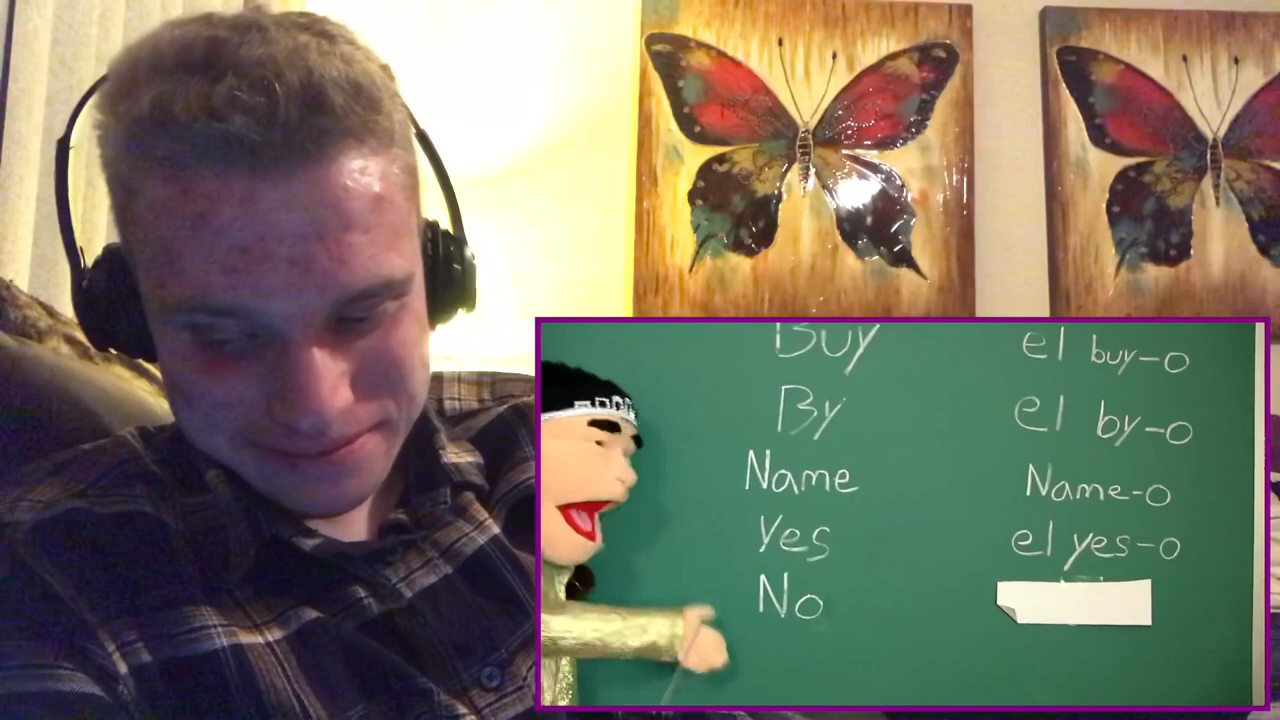 Buy el buy-o
By el by-o
Name Name-o
Yes el yes-o
No